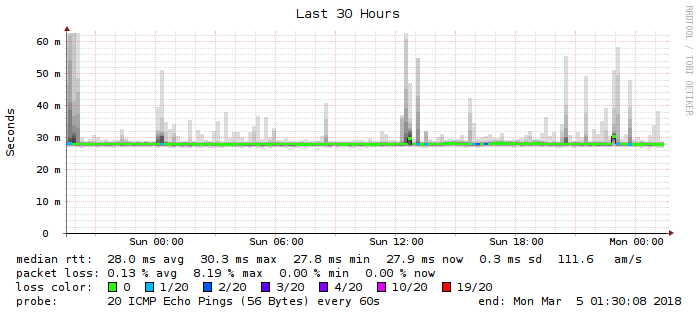 Last 30 Hours
RRDTOOL / TOBI OETIKER
Seconds
60 m
50 m
40 m
30 m
20 m
10 m
0
Sun 00:00 Sun 06:00 Sun 12:00 Sun 18:00 Mon 00:00
median rtt: 28.0 ms avg 30.3 ms max 27.8 ms min 27.9 ms now 0.3 ms sd 111.6 am/s
packet loss: 0.13 % avg 8.19 % max 0.00 % min 0.00 % now
loss color: 0 1/20 2/20 3/20 4/20 10/20 19/20
probe: 20 ICMP Echo Pings (56 Bytes) every 60s end: Mon Mar 5 01:30:08 2018